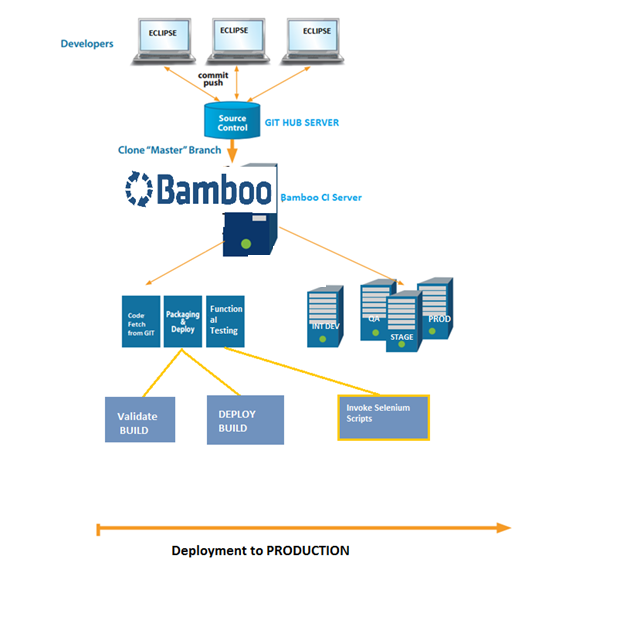 Developers
ECLIPSE
ECLIPSE
ECLIPSE
commit
push
Source
Control
GIT HUB SERVER
Clone "Master" Branch
Bamboo
Bamboo CI Server
Code
Fetch
from GIT
Packaging
&
Deploy
Function
al
Testing
INT DEV
QA
STAGE
PROD
Validate
BUILD
DEPLOY
BUILD
Invoke Selenium
Scripts
Deployment to PRODUCTION